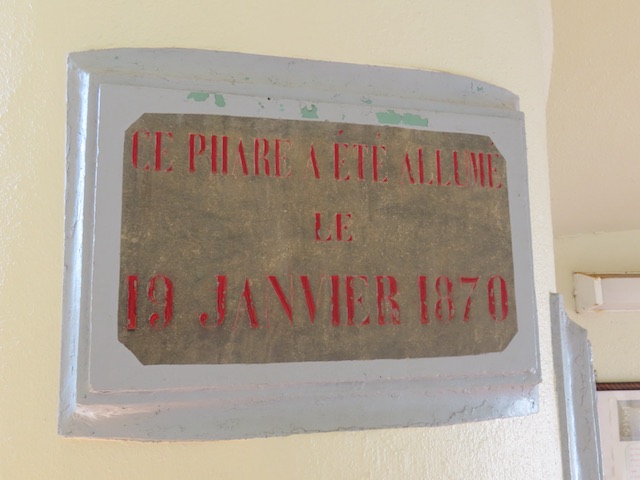 CE PHARE A ÉTÉ ALLUMÉ
LE
19 JANVIER 1870